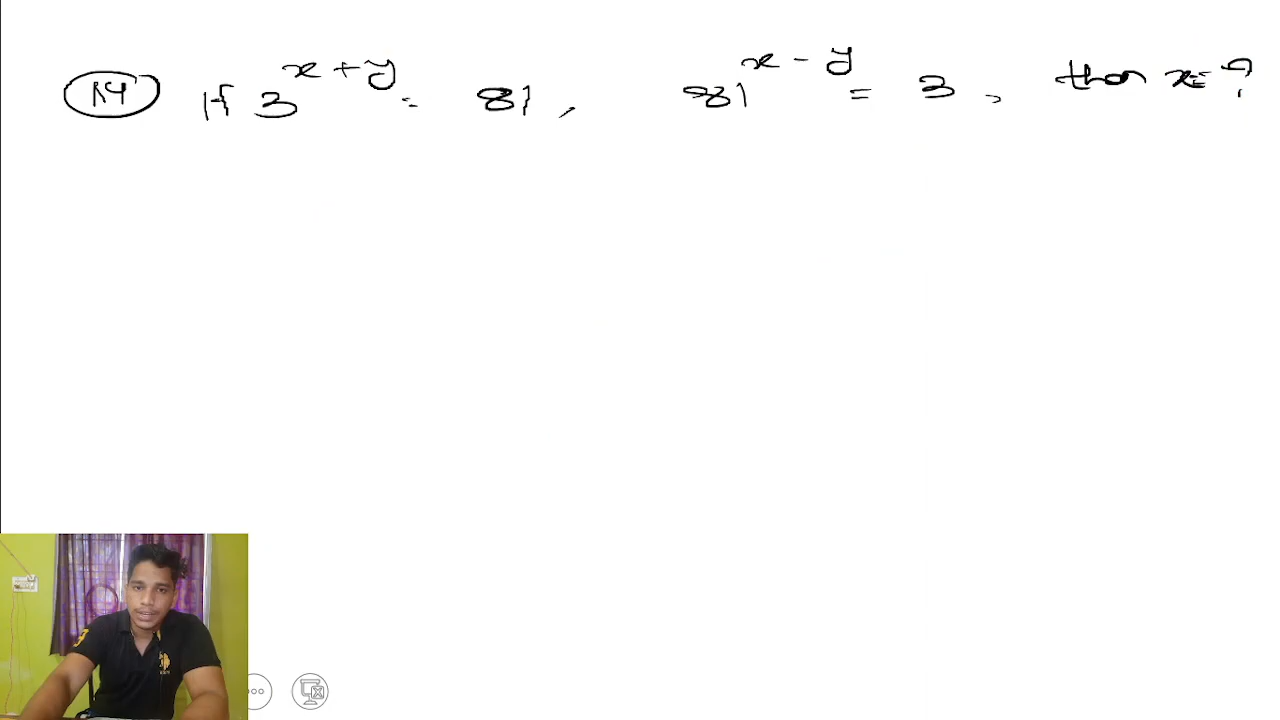 14 If 3^{x+y} = 81, 81^{x-y} = 3, then x=?